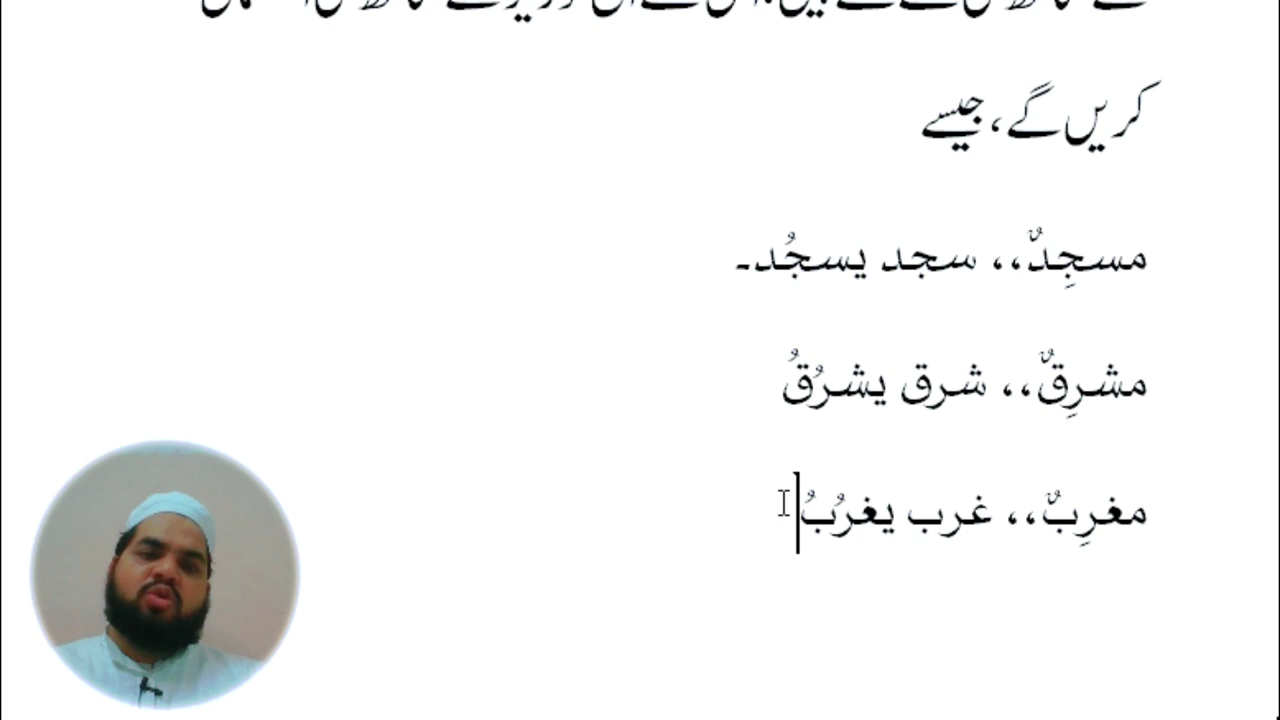 کریں گے، جیسے
مسجِدٌ،، سجد یسجُد۔
مشرِقٌ،، شرق یشرُقُ
مغرِبٌ،، غرب یغرُبُ